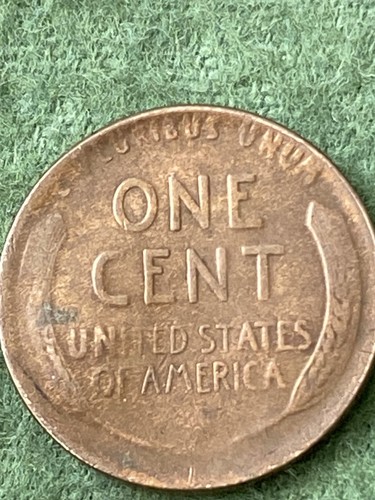 E PLURIBUS UNUM
ONE
CENT
UNITED STATES
OF AMERICA